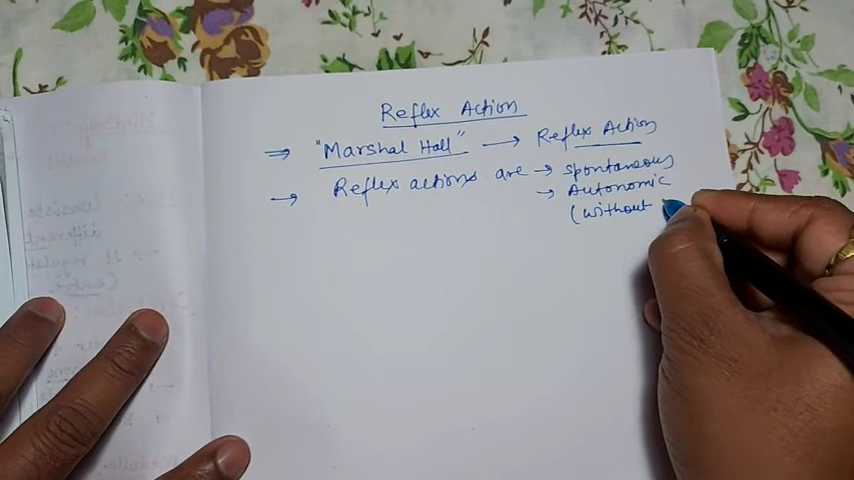 Reflex Action
⇒ "Marshal Hall" → Reflex Action
→ Reflex actions are → spontaneous
→ Autonomic
(without